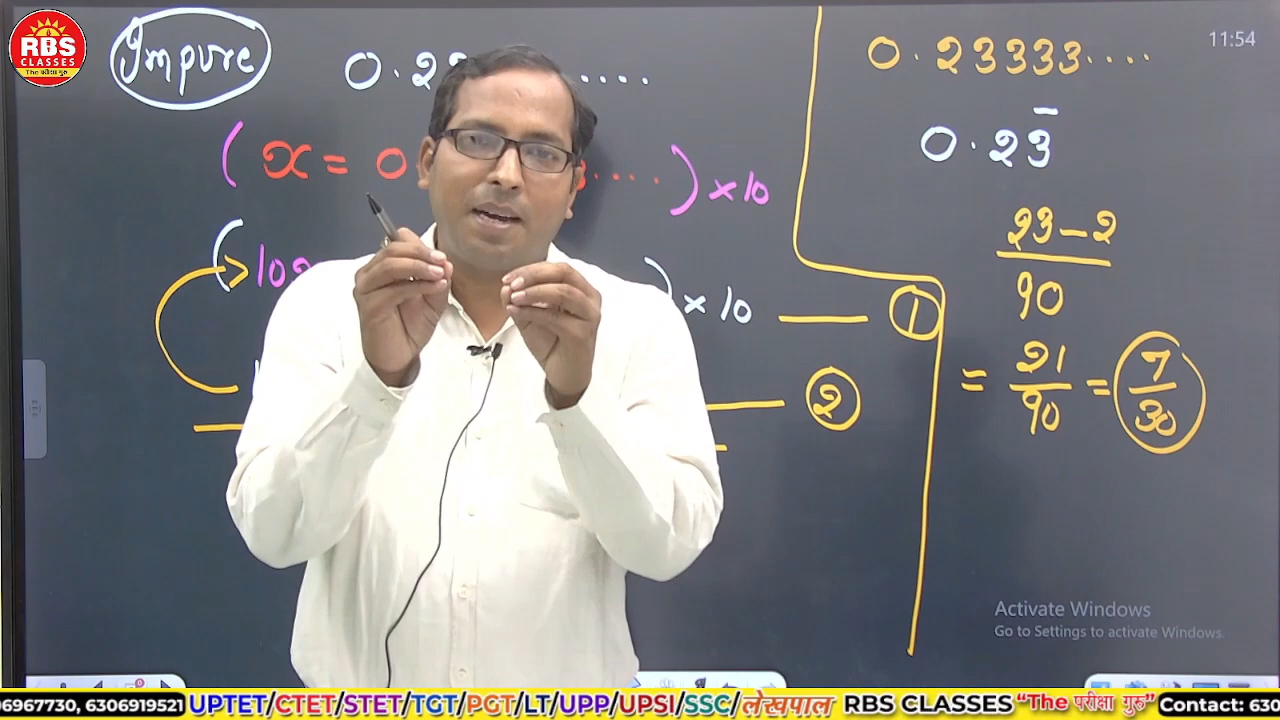 RBS
CLASSES
The परीक्षा गुरु
Impure
0.2 ....
( x = 0. .... ) × 10
( 10 ) × 10 — 1
2
0.23333....
0.23̅
23-2
90
= 21/90 = 7/30
11:54
Activate Windows
Go to Settings to activate Windows.
06967730, 6306919521 UPTET/CTET/STET/TGT/PGT/LT/UPP/UPSI/SSC/लेखपाल RBS CLASSES "The परीक्षा गुरु" Contact: 630